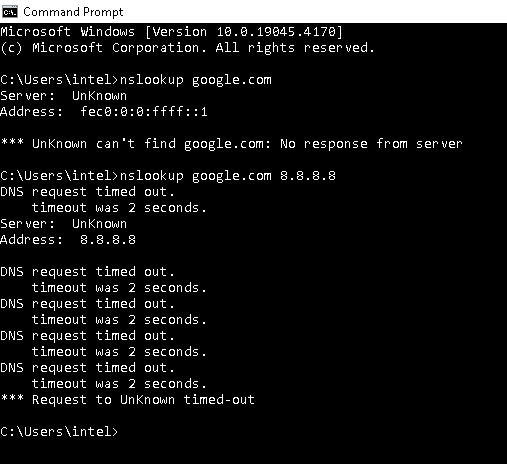 Command Prompt
Microsoft Windows [Version 10.0.19045.4170]
(c) Microsoft Corporation. All rights reserved.
C:\Users\intel>nslookup google.com
Server:  UnKnown
Address:  fec0:0:0:ffff::1
*** UnKnown can't find google.com: No response from server
C:\Users\intel>nslookup google.com 8.8.8.8
DNS request timed out.
    timeout was 2 seconds.
Server:  UnKnown
Address:  8.8.8.8
DNS request timed out.
    timeout was 2 seconds.
DNS request timed out.
    timeout was 2 seconds.
DNS request timed out.
    timeout was 2 seconds.
DNS request timed out.
    timeout was 2 seconds.
*** Request to UnKnown timed-out
C:\Users\intel>